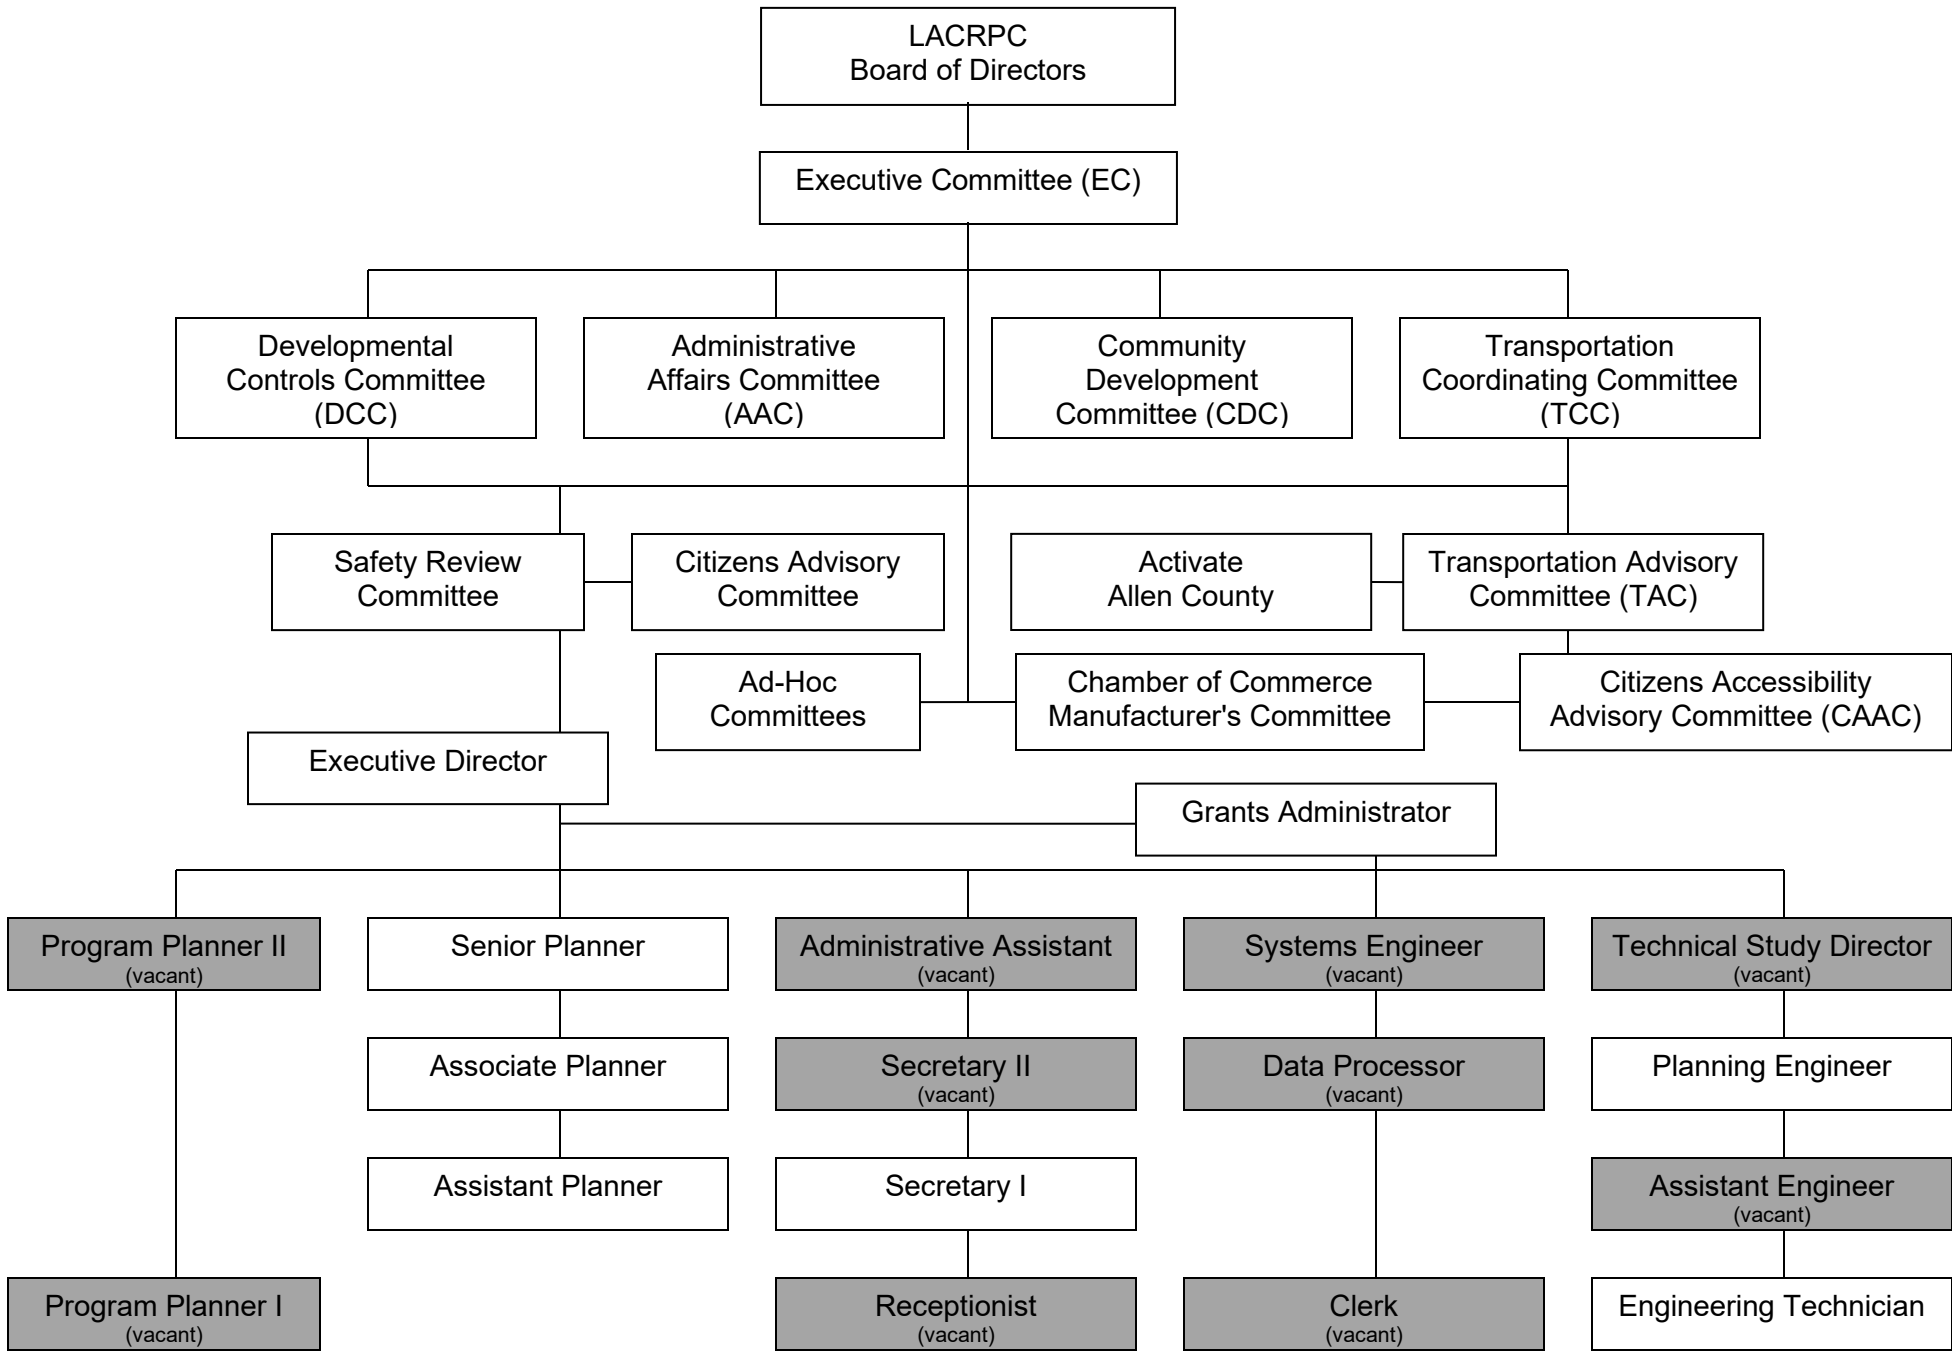 LACRPC
Board of Directors
Executive Committee (EC)
Developmental
Controls Committee
(DCC)
Administrative
Affairs Committee
(AAC)
Community
Development
Committee (CDC)
Transportation
Coordinating Committee
(TCC)
Safety Review
Committee
Citizens Advisory
Committee
Activate
Allen County
Transportation Advisory
Committee (TAC)
Ad-Hoc
Committees
Chamber of Commerce
Manufacturer's Committee
Citizens Accessibility
Advisory Committee (CAAC)
Executive Director
Grants Administrator
Program Planner II
(vacant)
Senior Planner
Administrative Assistant
(vacant)
Systems Engineer
(vacant)
Technical Study Director
(vacant)
Associate Planner
Secretary II
(vacant)
Data Processor
(vacant)
Planning Engineer
Assistant Planner
Secretary I
Assistant Engineer
(vacant)
Program Planner I
(vacant)
Receptionist
(vacant)
Clerk
(vacant)
Engineering Technician